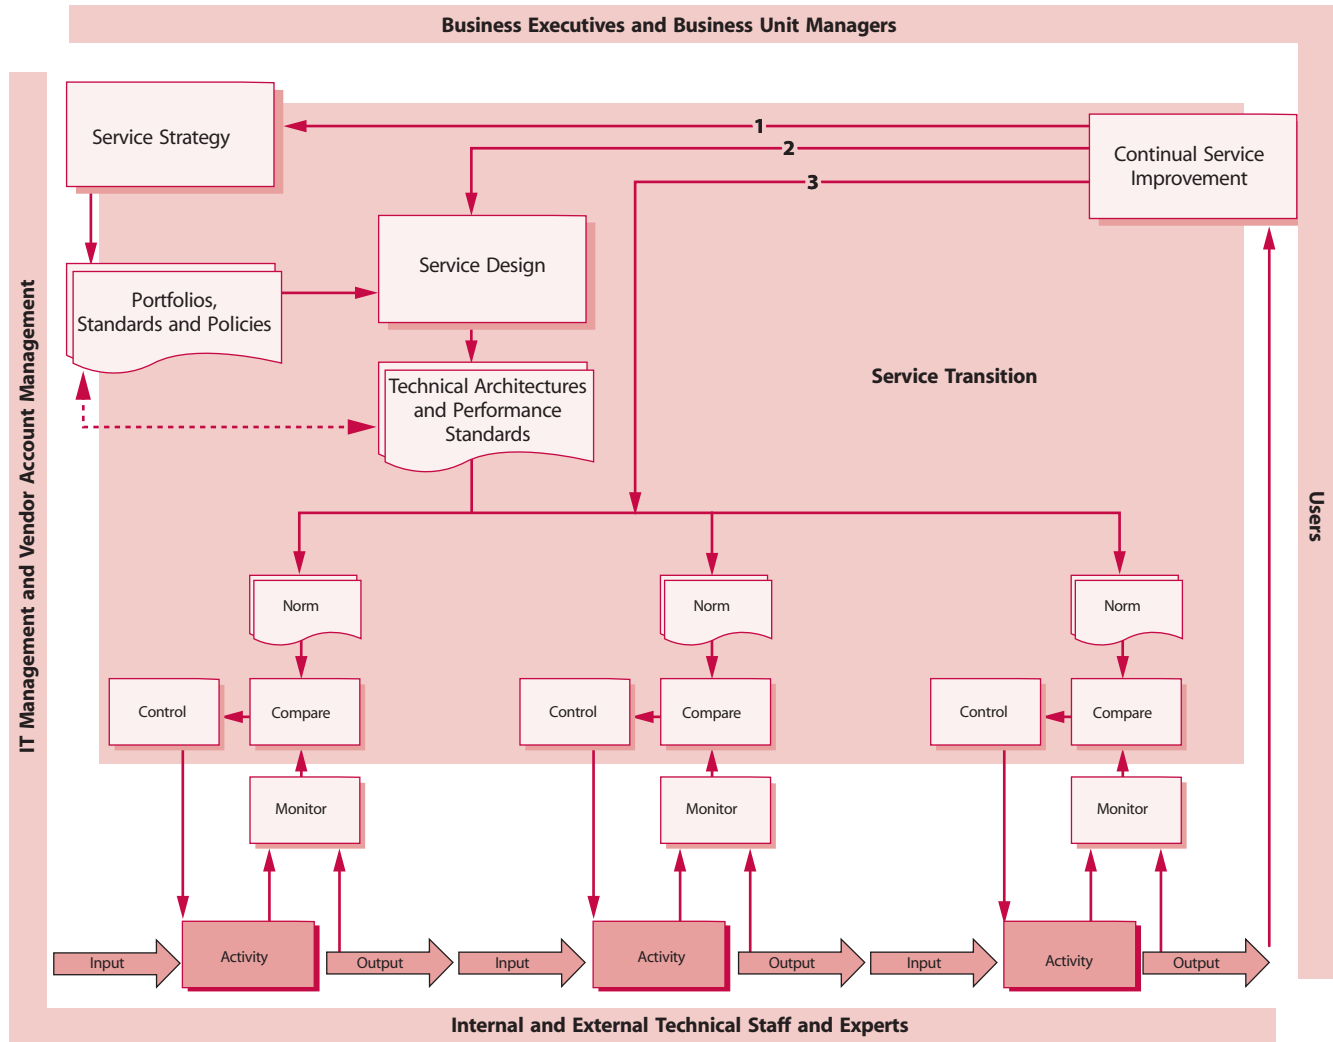 Business Executives and Business Unit Managers
IT Management and Vendor Account Management
Service Strategy
1
2
3
Continual Service
Improvement
Service Design
Portfolios,
Standards and Policies
Technical Architectures
and Performance
Standards
Service Transition
Users
Norm
Norm
Norm
Control
Compare
Control
Compare
Control
Compare
Monitor
Monitor
Monitor
Input
Activity
Output
Input
Activity
Output
Input
Activity
Output
Internal and External Technical Staff and Experts